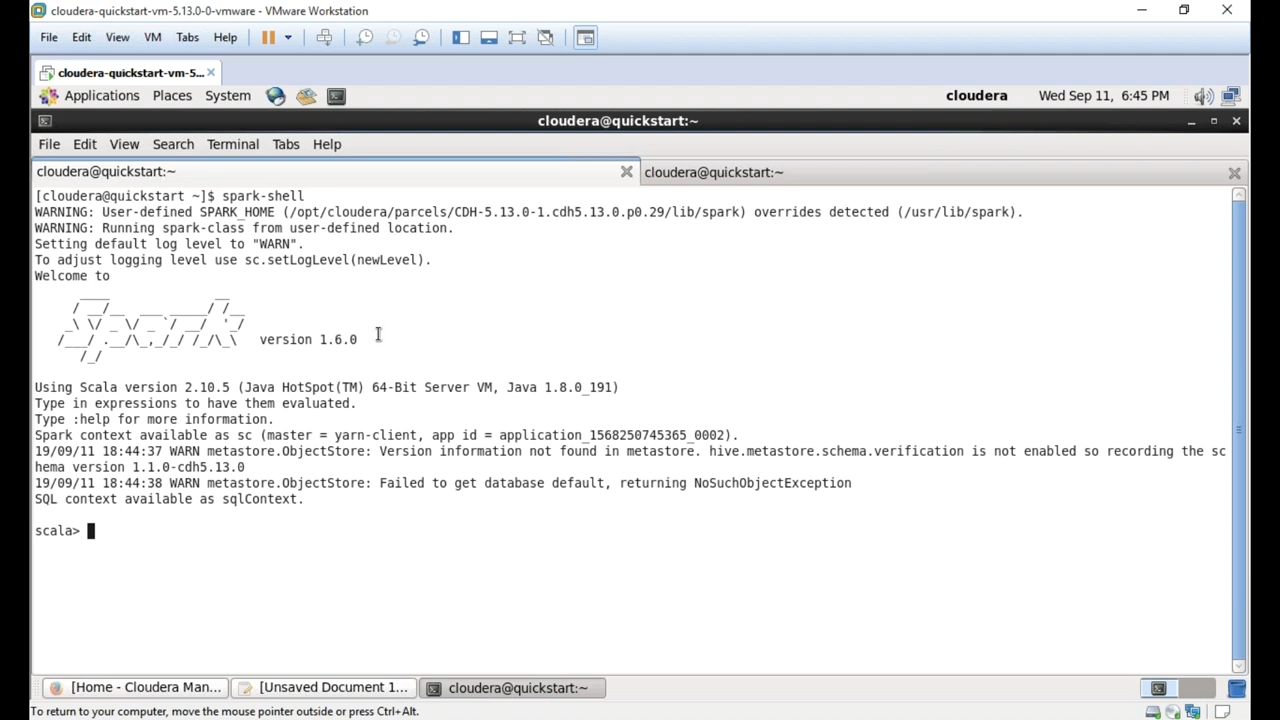 cloudera-quickstart-vm-5.13.0-0-vmware - VMware Workstation
File Edit View VM Tabs Help
cloudera-quickstart-vm-5...
Applications Places System cloudera Wed Sep 11, 6:45 PM
cloudera@quickstart:~
File Edit View Search Terminal Tabs Help
cloudera@quickstart:~ cloudera@quickstart:~
[cloudera@quickstart ~]$ spark-shell
WARNING: User-defined SPARK_HOME (/opt/cloudera/parcels/CDH-5.13.0-1.cdh5.13.0.p0.29/lib/spark) overrides detected (/usr/lib/spark).
WARNING: Running spark-class from user-defined location.
Setting default log level to "WARN".
To adjust logging level use sc.setLogLevel(newLevel).
Welcome to
      ____              __
     / __/__  ___ _____/ /__
    _\ \/ _ \/ _ `/ __/  '_/
   /___/ .__/\_,_/_/ /_/\_\   version 1.6.0
      /_/
Using Scala version 2.10.5 (Java HotSpot(TM) 64-Bit Server VM, Java 1.8.0_191)
Type in expressions to have them evaluated.
Type :help for more information.
Spark context available as sc (master = yarn-client, app id = application_1568250745365_0002).
19/09/11 18:44:37 WARN metastore.ObjectStore: Version information not found in metastore. hive.metastore.schema.verification is not enabled so recording the sc
hema version 1.1.0-cdh5.13.0
19/09/11 18:44:38 WARN metastore.ObjectStore: Failed to get database default, returning NoSuchObjectException
SQL context available as sqlContext.
scala>
[Home - Cloudera Man... [Unsaved Document 1... cloudera@quickstart:~
To return to your computer, move the mouse pointer outside or press Ctrl+Alt.